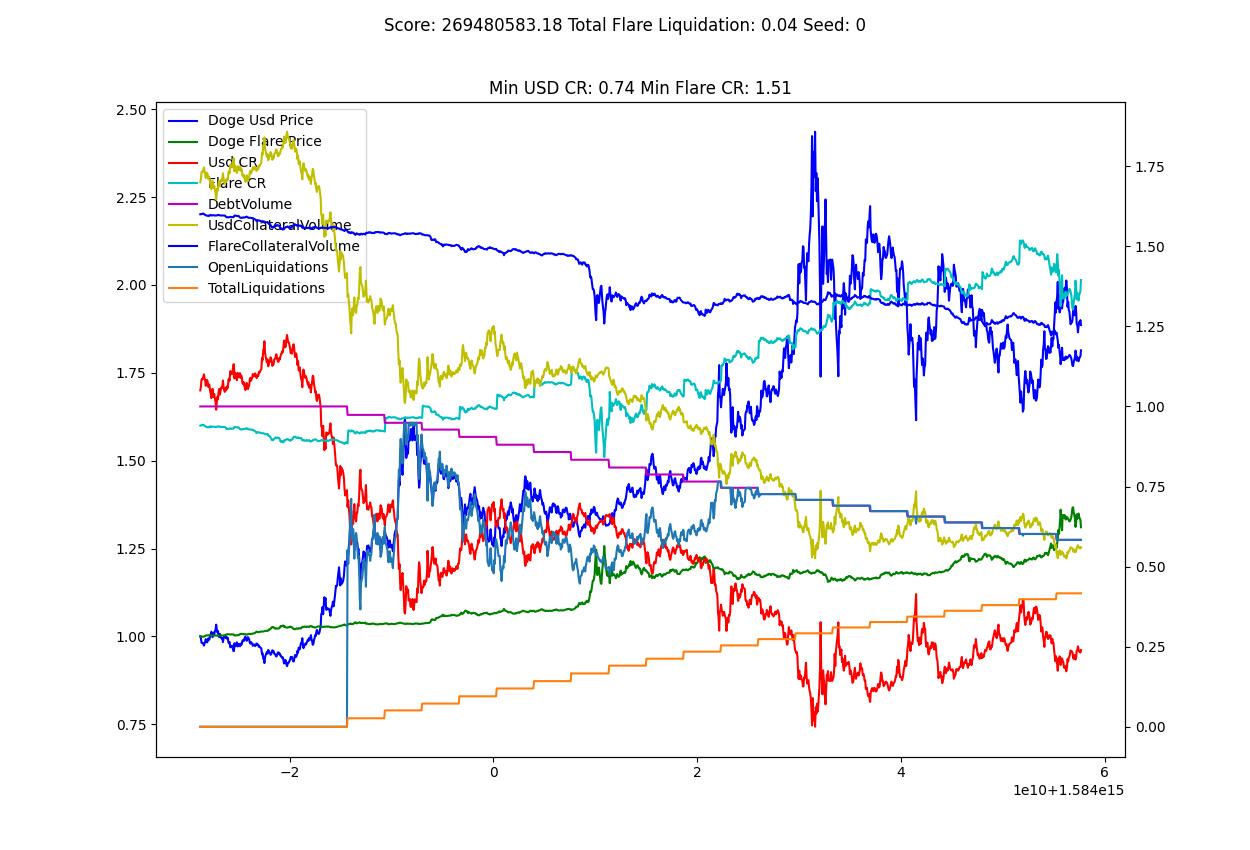 Score: 269480583.18 Total Flare Liquidation: 0.04 Seed: 0
Min USD CR: 0.74 Min Flare CR: 1.51
Doge Usd Price
Doge Flare Price
Usd CR
Flare CR
DebtVolume
UsdCollateralVolume
FlareCollateralVolume
OpenLiquidations
TotalLiquidations
2.50
2.25
2.00
1.75
1.50
1.25
1.00
0.75
1.75
1.50
1.25
1.00
0.75
0.50
0.25
0.00
−2 0 2 4 6
1e10+1.584e15